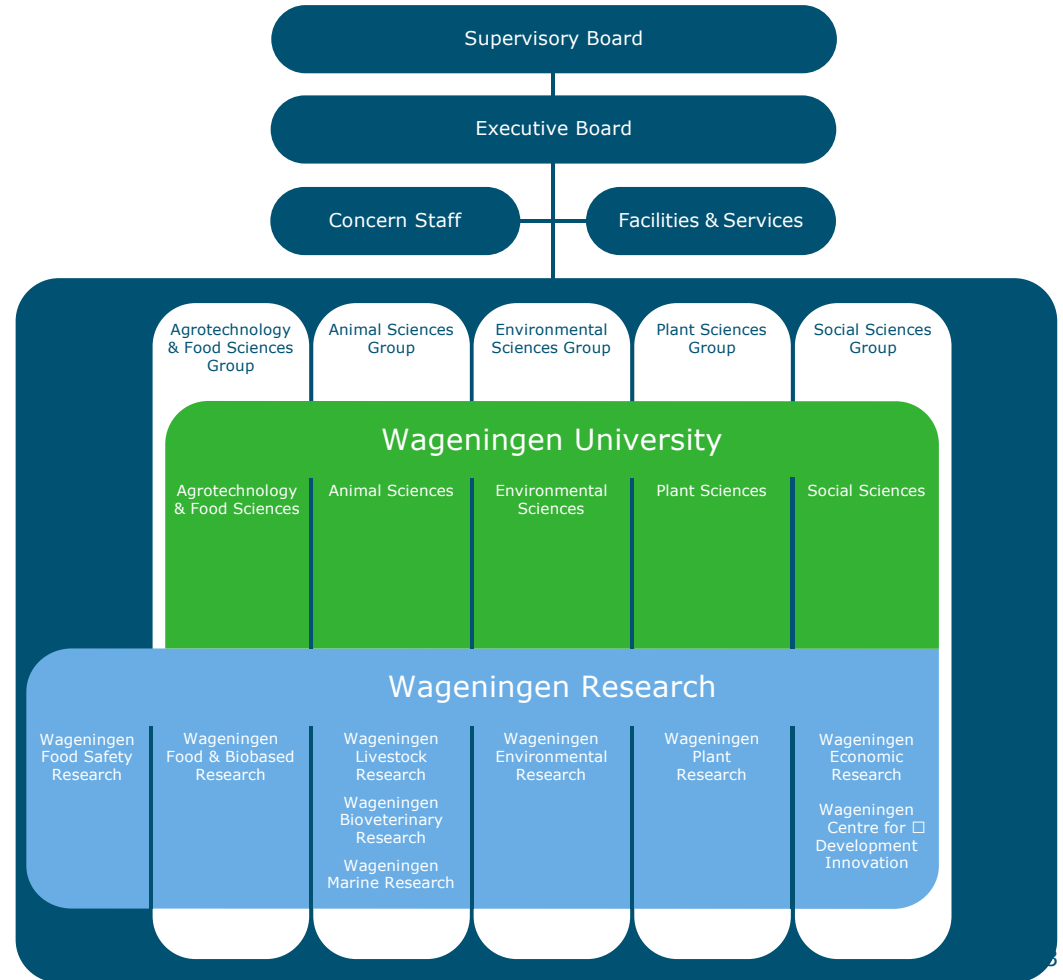 Supervisory Board
Executive Board
Concern Staff
Facilities & Services
Agrotechnology
& Food Sciences
Group
Animal Sciences
Group
Environmental
Sciences Group
Plant Sciences
Group
Social Sciences
Group
Wageningen University
Agrotechnology
& Food Sciences
Animal Sciences
Environmental
Sciences
Plant Sciences
Social Sciences
Wageningen Research
Wageningen
Food Safety
Research
Wageningen
Food & Biobased
Research
Wageningen
Livestock
Research
Wageningen
Bioveterinary
Research
Wageningen
Marine Research
Wageningen
Environmental
Research
Wageningen
Plant
Research
Wageningen
Economic
Research
Wageningen
Centre for □
Development
Innovation